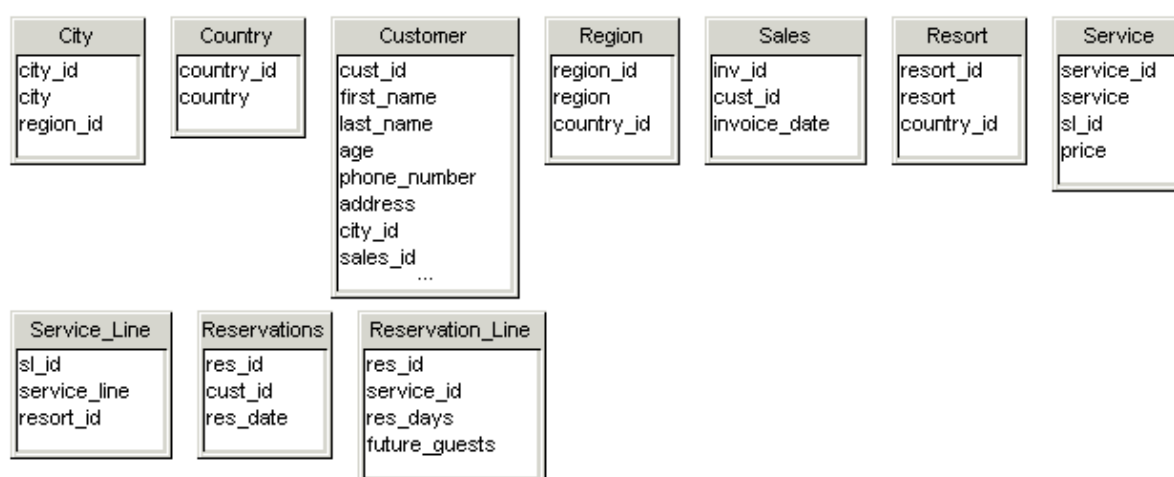 City
city_id
city
region_id
Country
country_id
country
Customer
cust_id
first_name
last_name
age
phone_number
address
city_id
sales_id
...
Region
region_id
region
country_id
Sales
inv_id
cust_id
invoice_date
Resort
resort_id
resort
country_id
Service
service_id
service
sl_id
price
Service_Line
sl_id
service_line
resort_id
Reservations
res_id
cust_id
res_date
Reservation_Line
res_id
service_id
res_days
future_guests